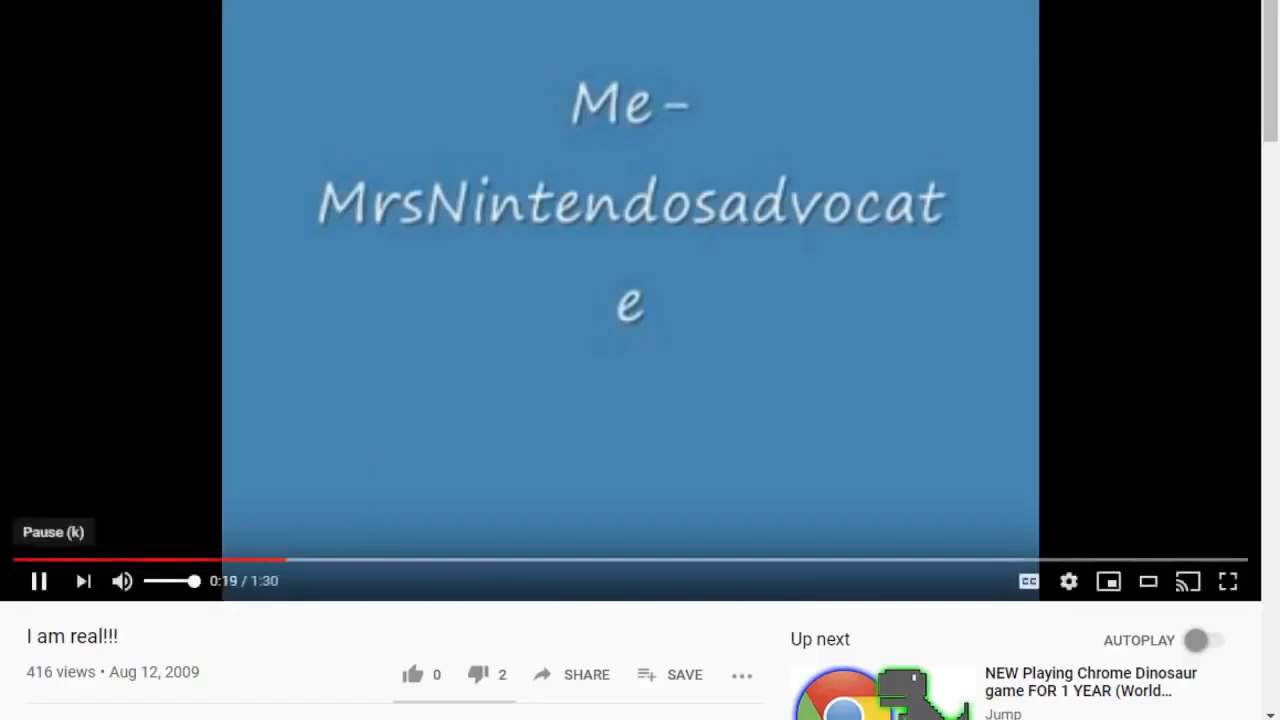 Me -
MrsNintendosadvocat
e
Pause (k)
0:19 / 1:30
CC
I am real!!!
416 views • Aug 12, 2009
0
2
SHARE
SAVE
Up next
AUTOPLAY
NEW Playing Chrome Dinosaur
game FOR 1 YEAR (World...
Jump